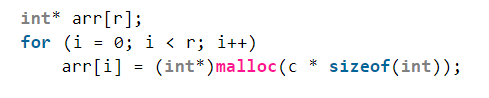 int* arr[r];
for (i = 0; i < r; i++)
    arr[i] = (int*)malloc(c * sizeof(int));